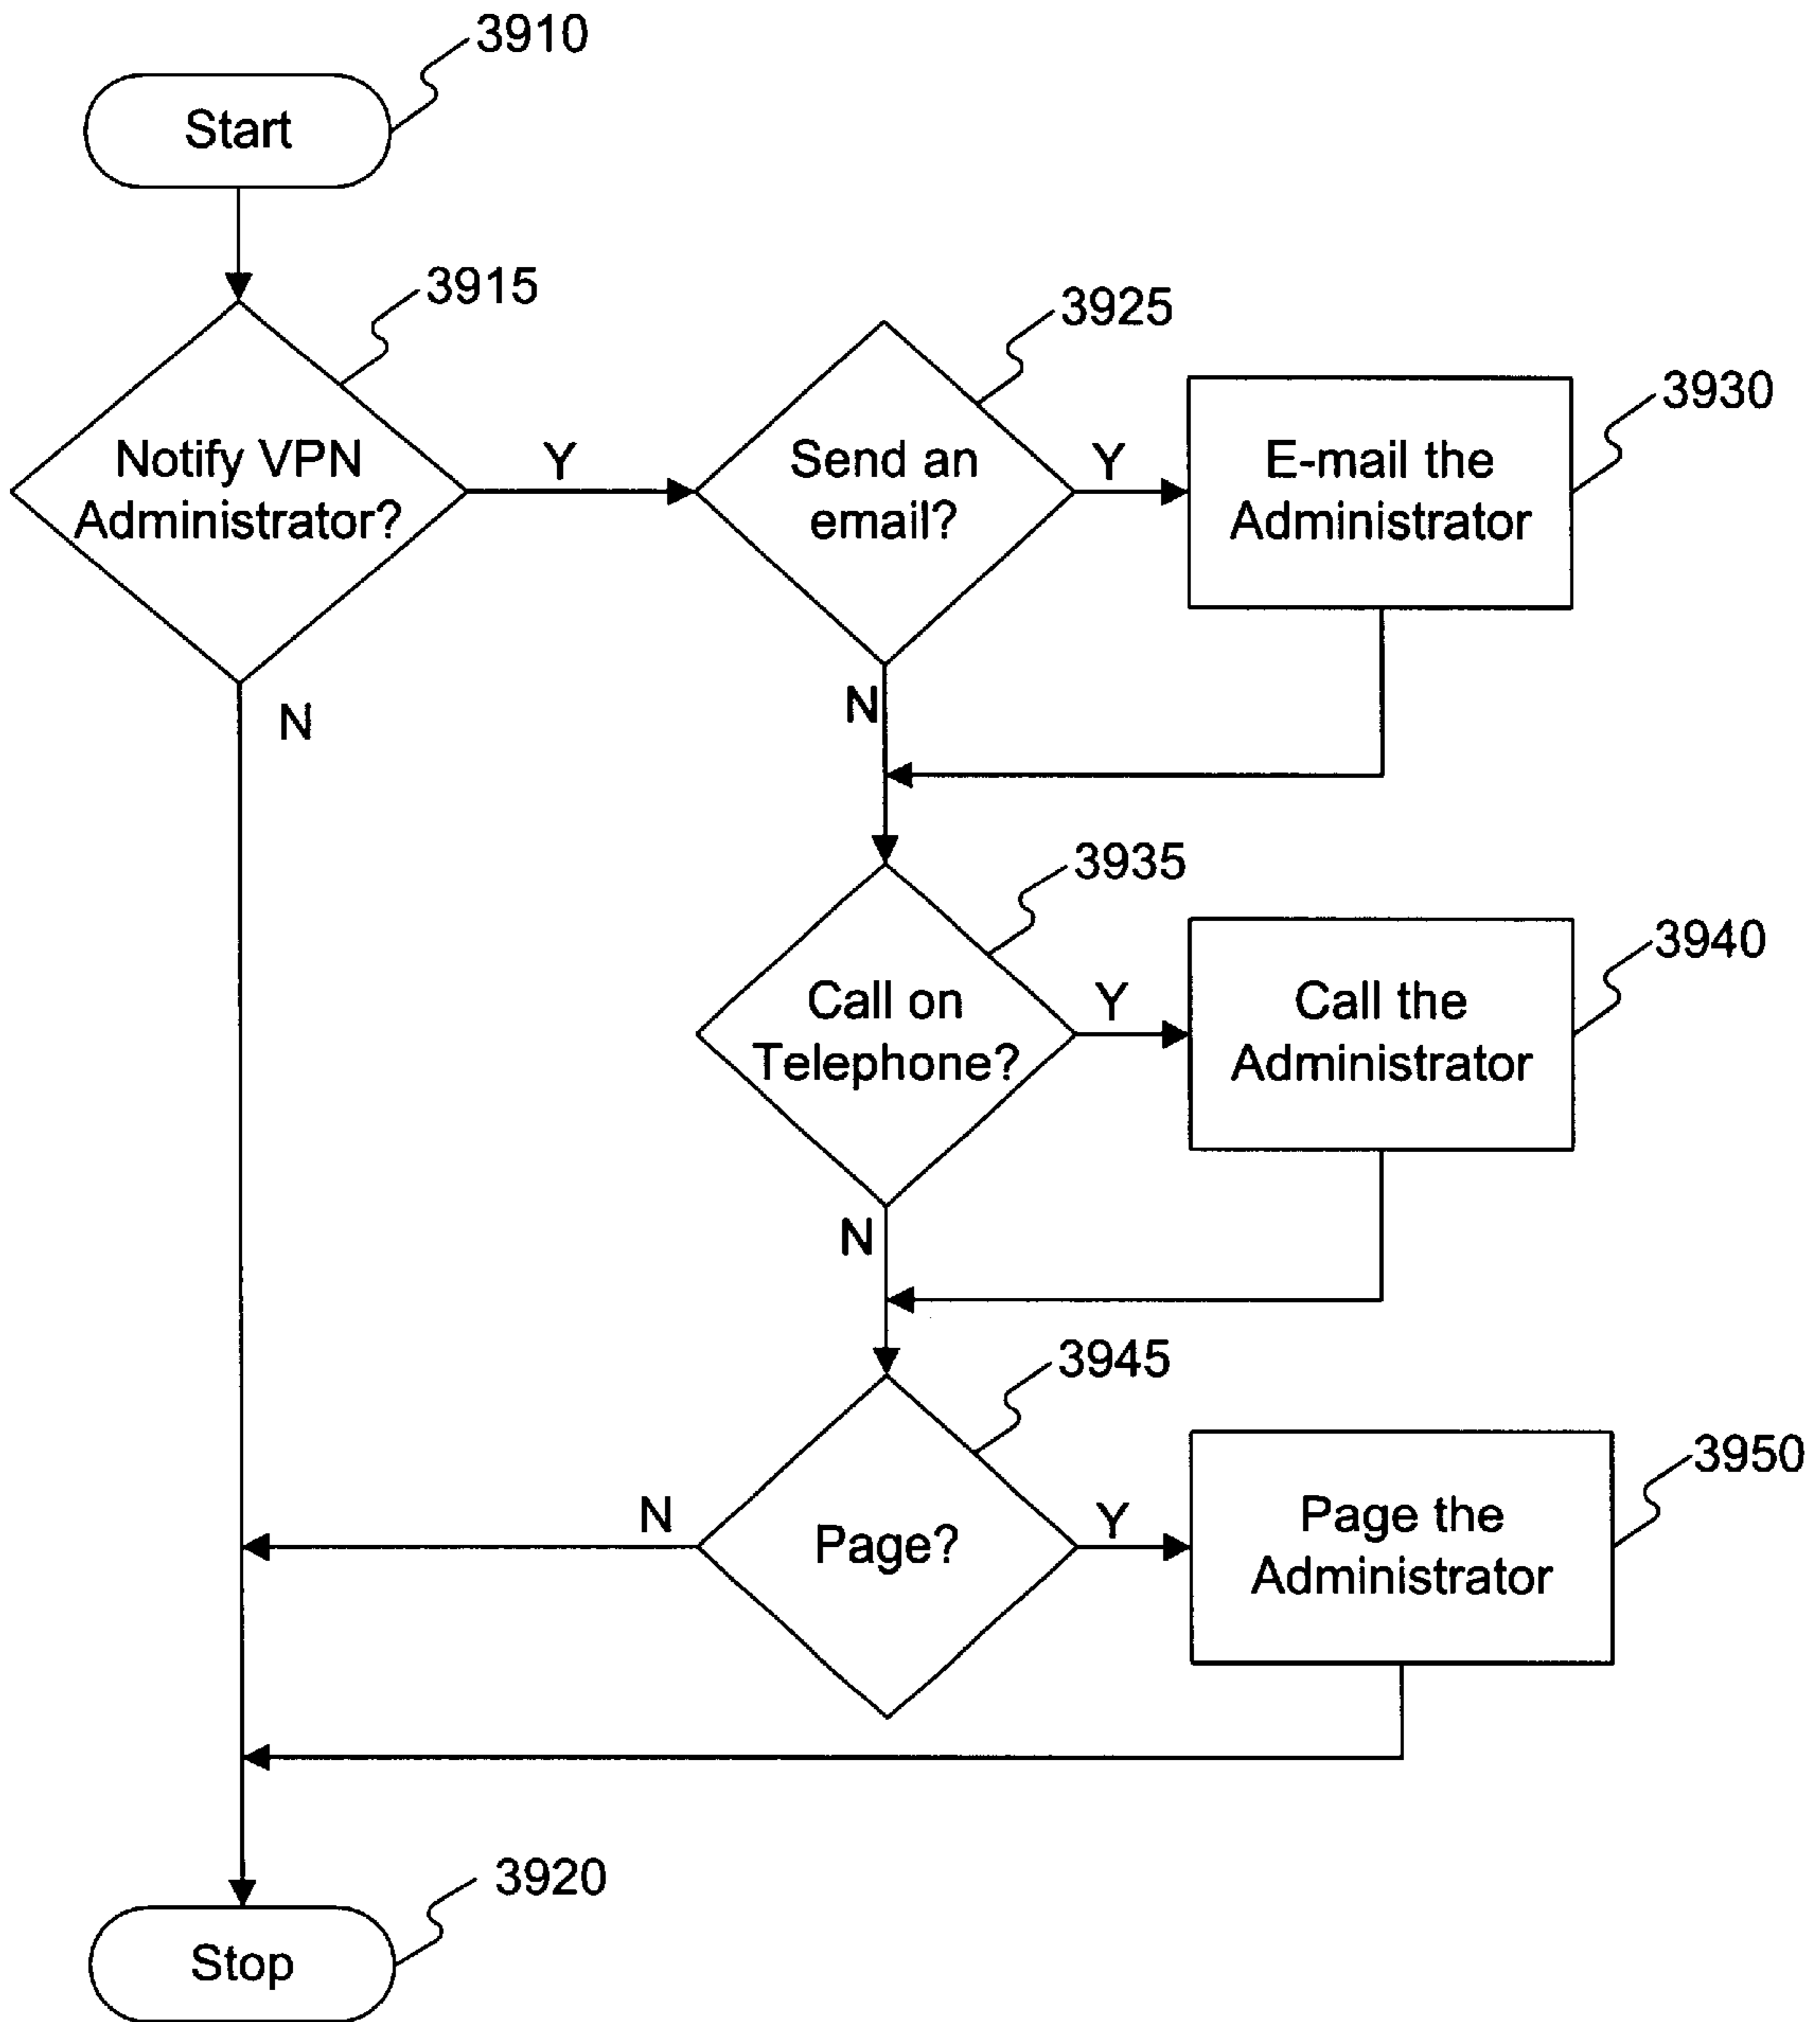 3910
Start
3915
Notify VPN
Administrator?
Y
N
3925
Send an
email?
Y
N
3930
E-mail the
Administrator
3935
Call on
Telephone?
Y
N
3940
Call the
Administrator
3945
Page?
N
Y
3950
Page the
Administrator
3920
Stop